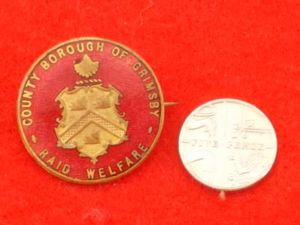 COUNTY BOROUGH OF GRIMSBY
RAID WELFARE
FIVE PENCE